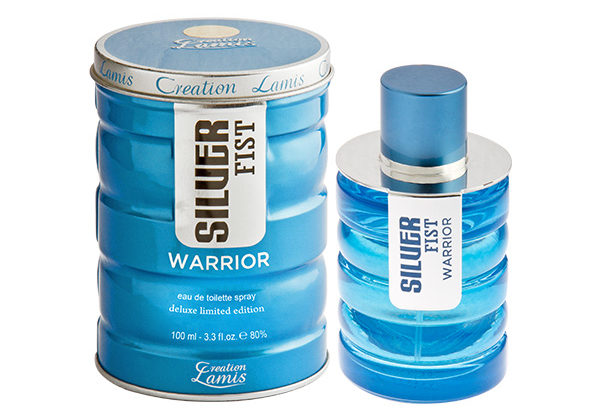 Creation
Lamis
Lamis Creation Lamis
SILVER
FIST
WARRIOR
eau de toilette spray
deluxe limited edition
100 ml - 3.3 fl.oz. e 80%
Creation
Lamis
SILVER
FIST
WARRIOR